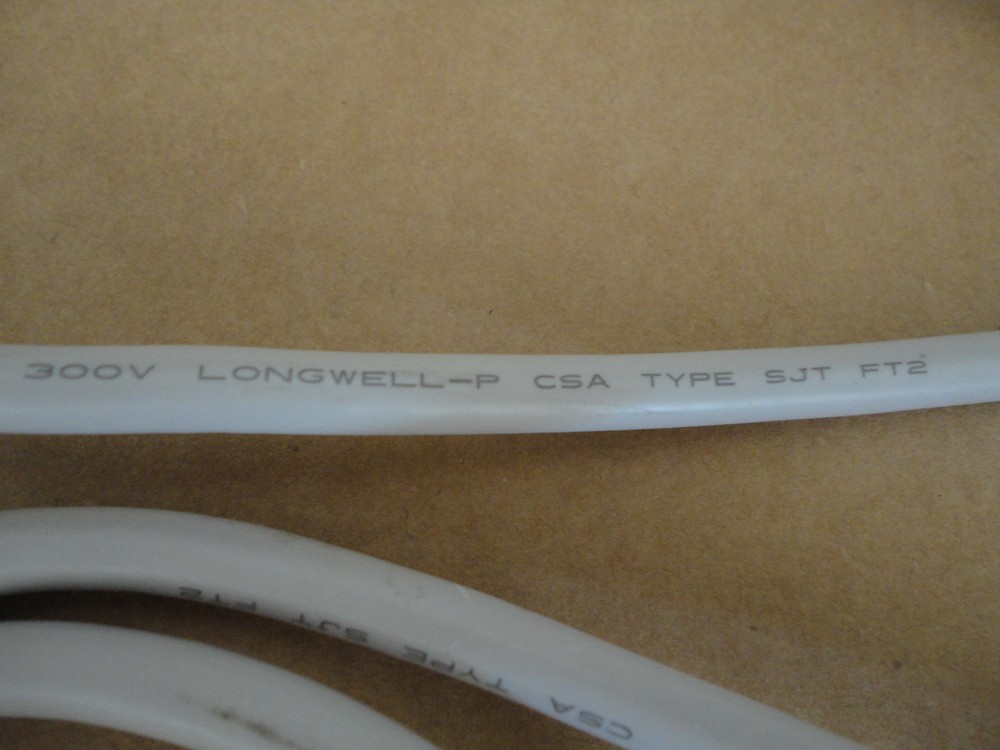 300V LONGWELL-P CSA TYPE SJT FT2
CSA TYPE SJT FT2